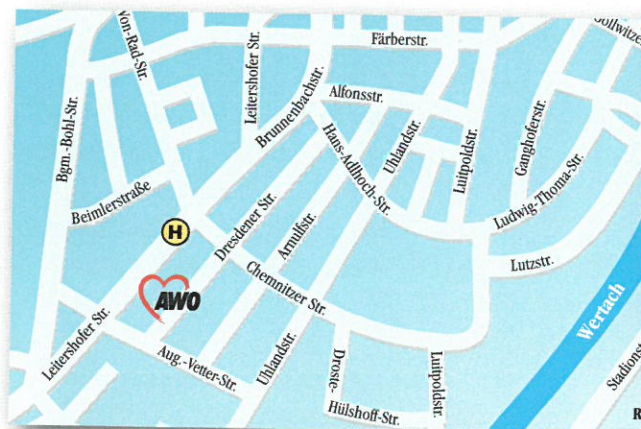 Von-Rad-Str.
Leitershofer Str.
Färberstr.
Bgm.-Bohl-Str.
Brunnenbachstr.
Alfonsstr.
Uhlandstr.
Luitpoldstr.
Ganghoferstr.
Hans-Adlhoch-Str.
Ludwig-Thoma-Str.
Beimlerstraße
H
Dresdener Str.
Arnulfstr.
Lutzstr.
Chemnitzer Str.
AWO
Wertach
Leitershofer Str.
Aug.-Vetter-Str.
Uhlandstr.
Droste-
Hülshoff-Str.
Luitpoldstr.
Stadionst
R